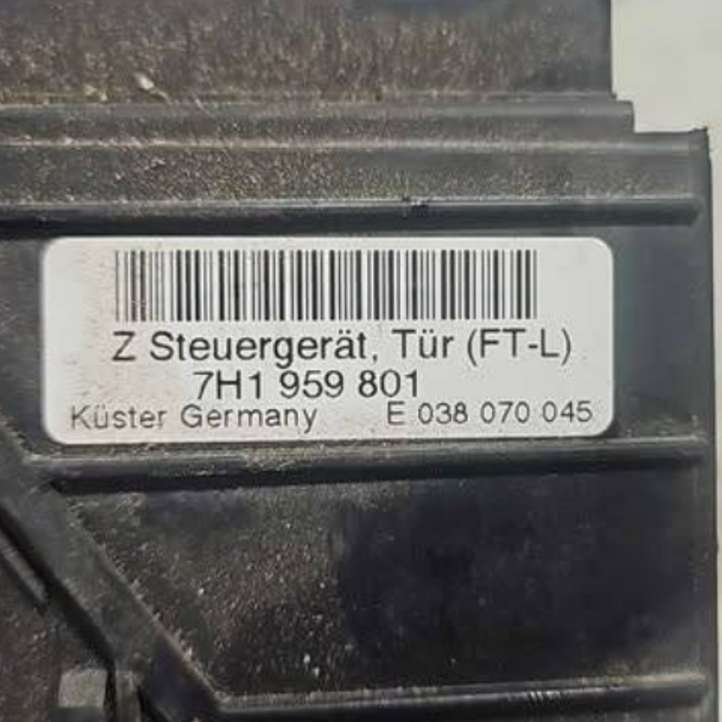 Z Steuergerät, Tür (FT-L)
7H1 959 801
Küster Germany E 038 070 045